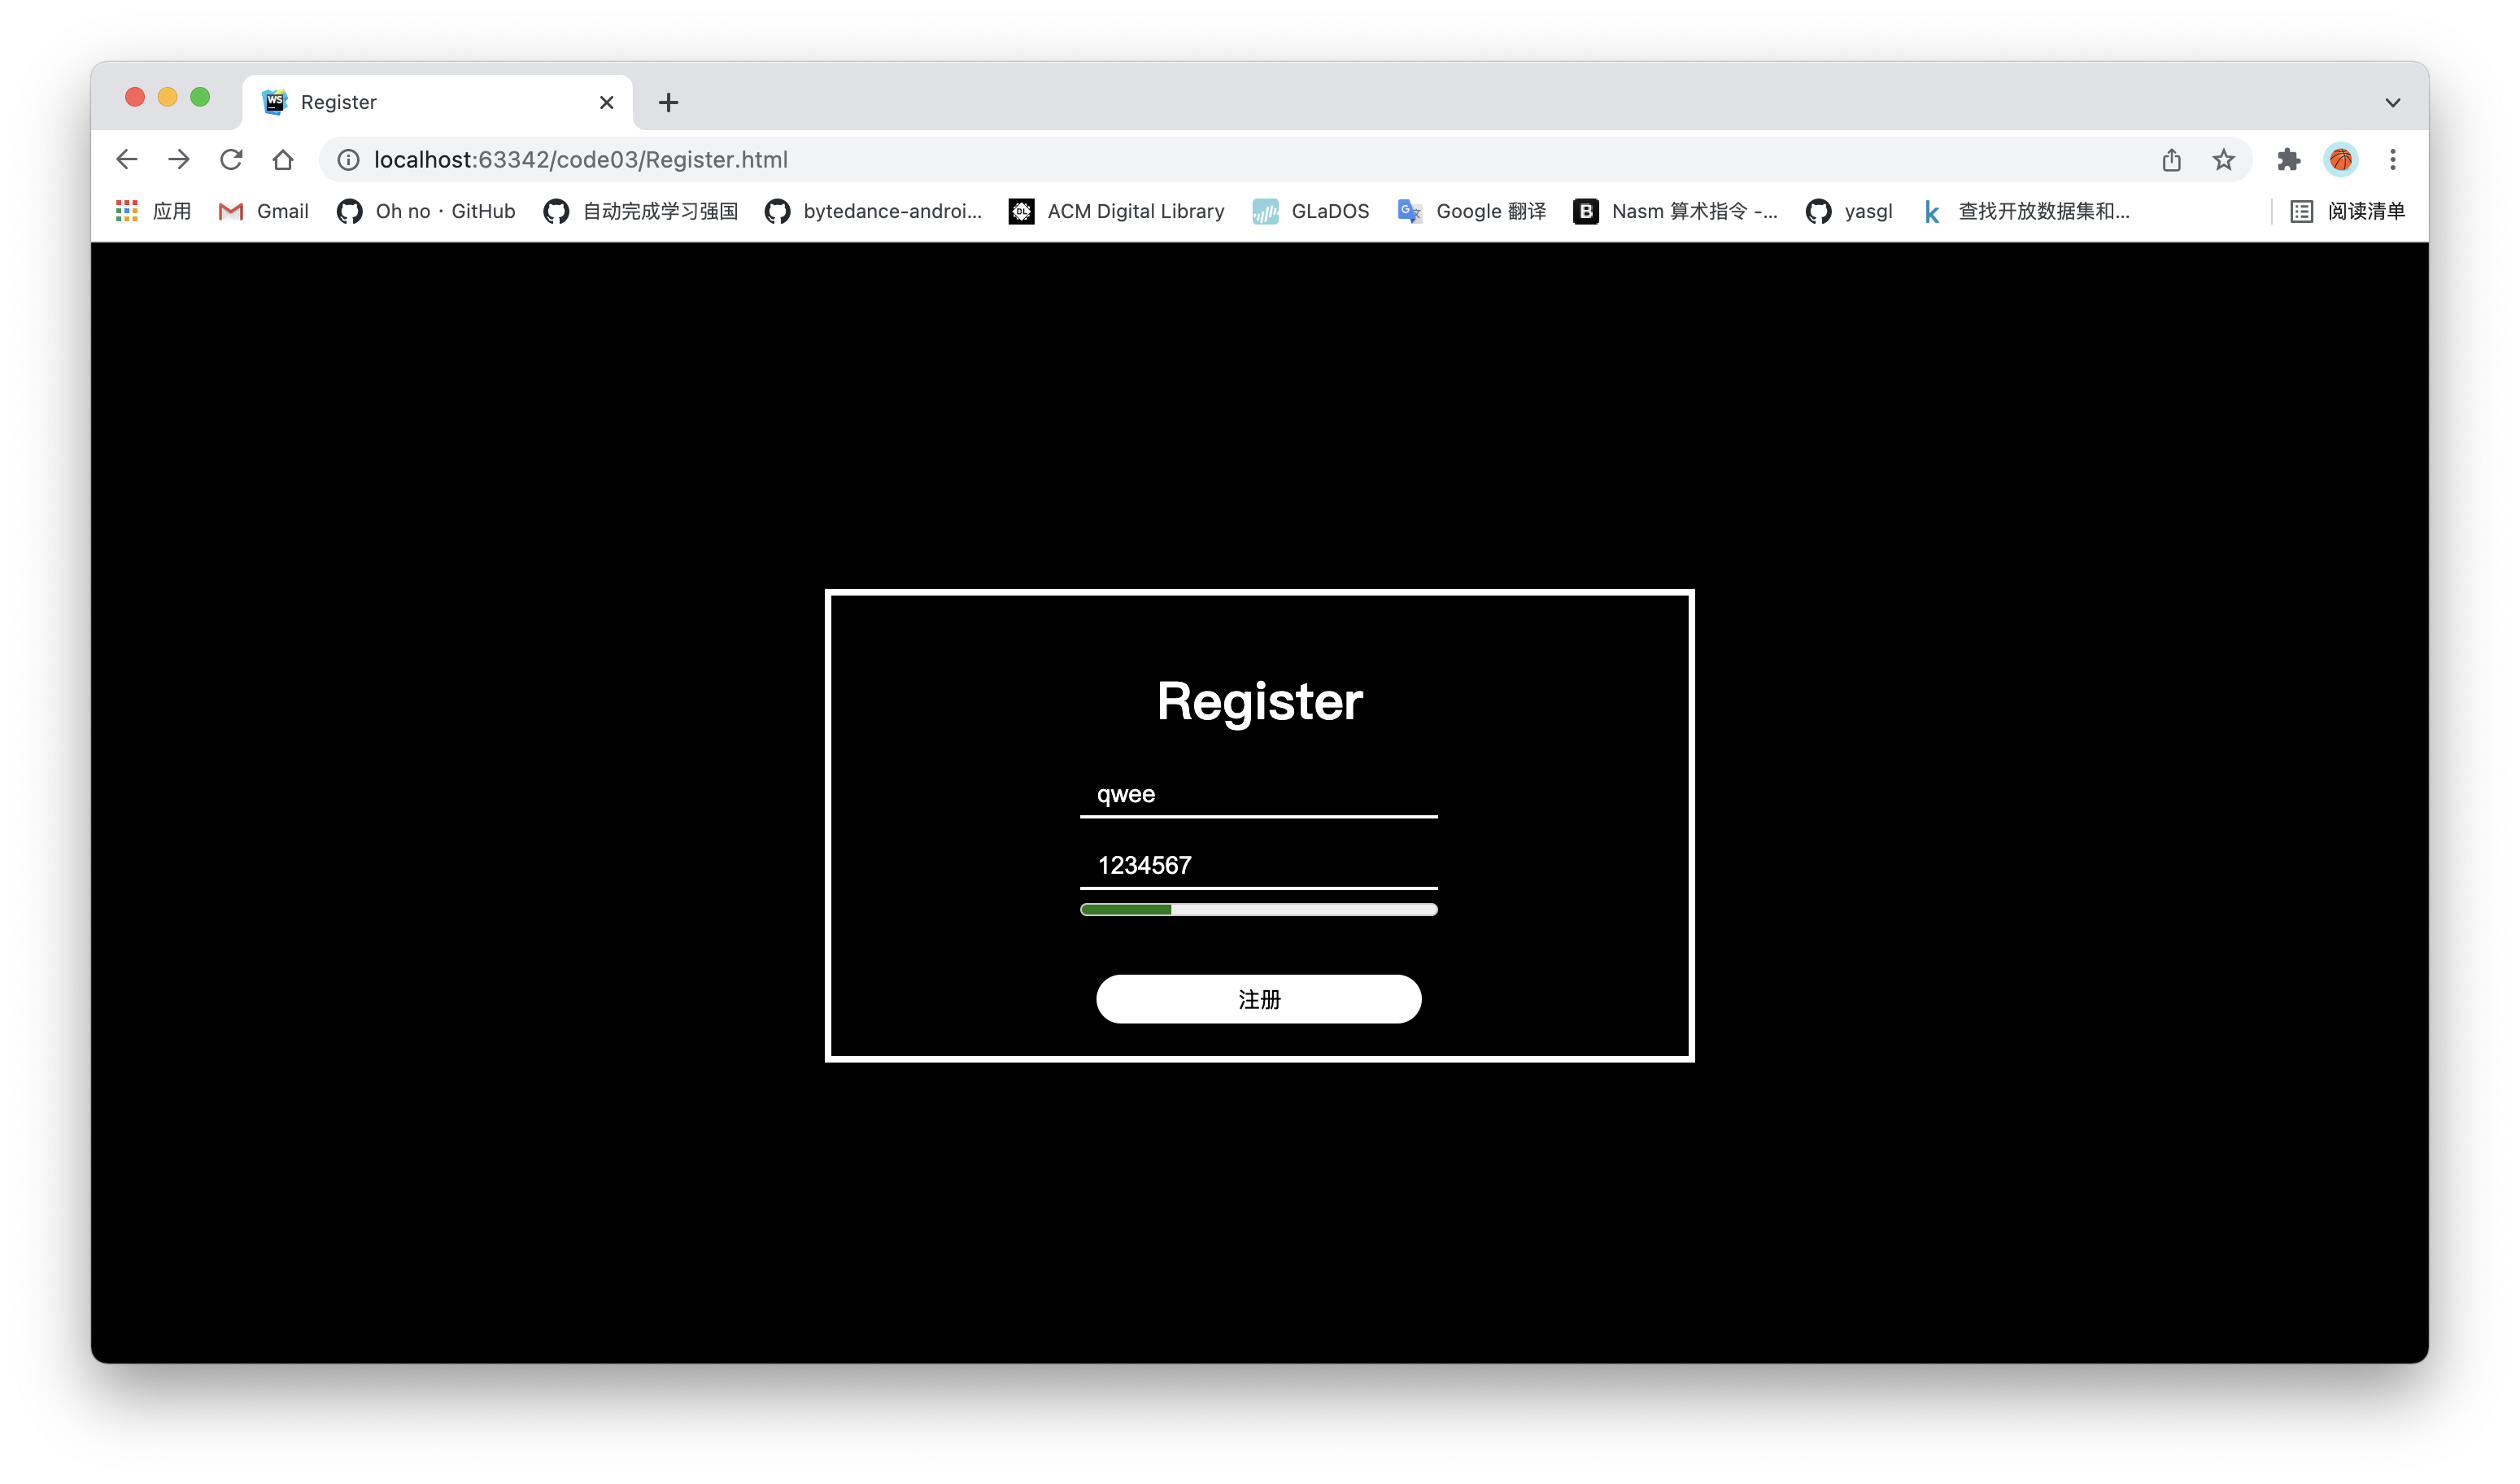 Register
localhost:63342/code03/Register.html
应用 Gmail Oh no · GitHub 自动完成学习强国 bytedance-androi... ACM Digital Library GLaDOS Google 翻译 Nasm 算术指令 -... yasgl 查找开放数据集和... 阅读清单
Register
qwee
1234567
注册